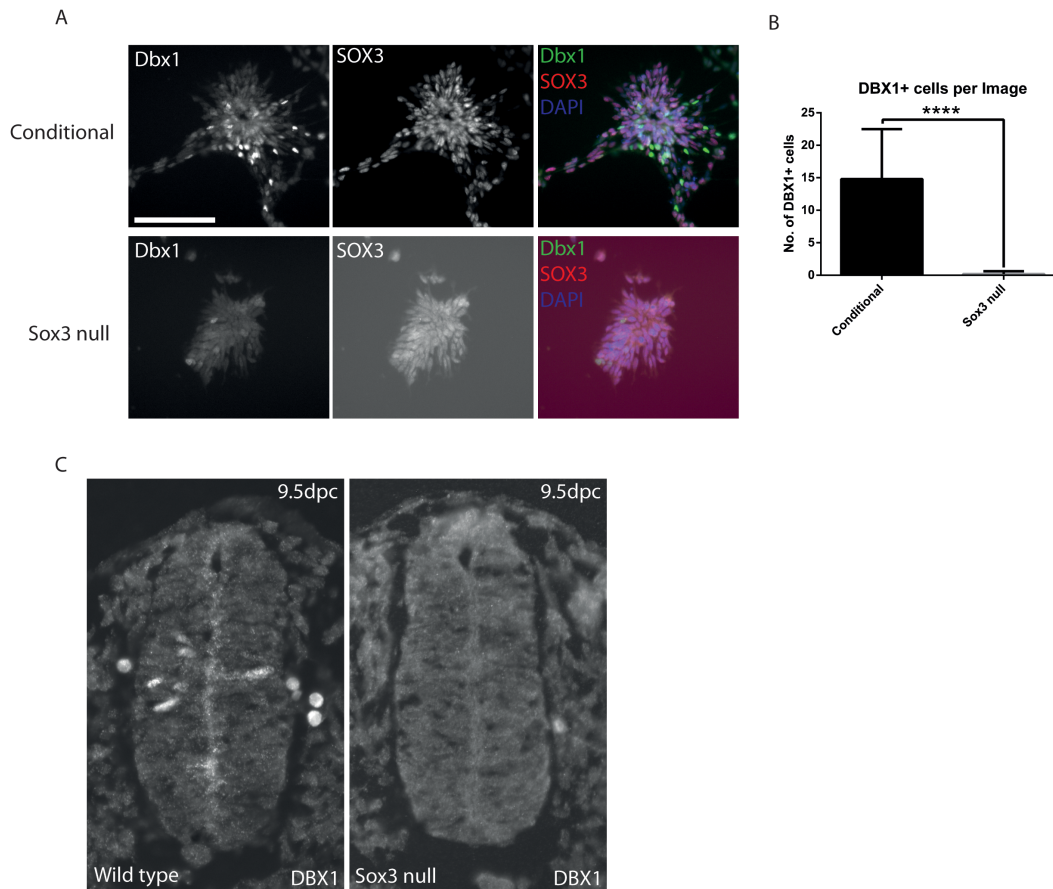 A
Conditional
Dbx1
SOX3
Dbx1
SOX3
DAPI
Sox3 null
Dbx1
SOX3
Dbx1
SOX3
DAPI
B
DBX1+ cells per Image
****
No. of DBX1+ cells
25
20
15
10
5
0
Conditional
Sox3 null
C
9.5dpc
Wild type
DBX1
9.5dpc
Sox3 null
DBX1